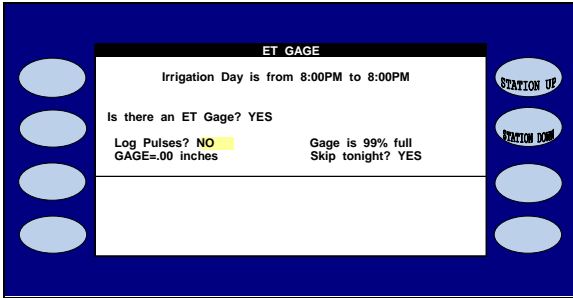 ET GAGE
Irrigation Day is from 8:00PM to 8:00PM
STATION UP
Is there an ET Gage? YES
STATION DOWN
Log Pulses? NO Gage is 99% full
GAGE=.00 inches Skip tonight? YES